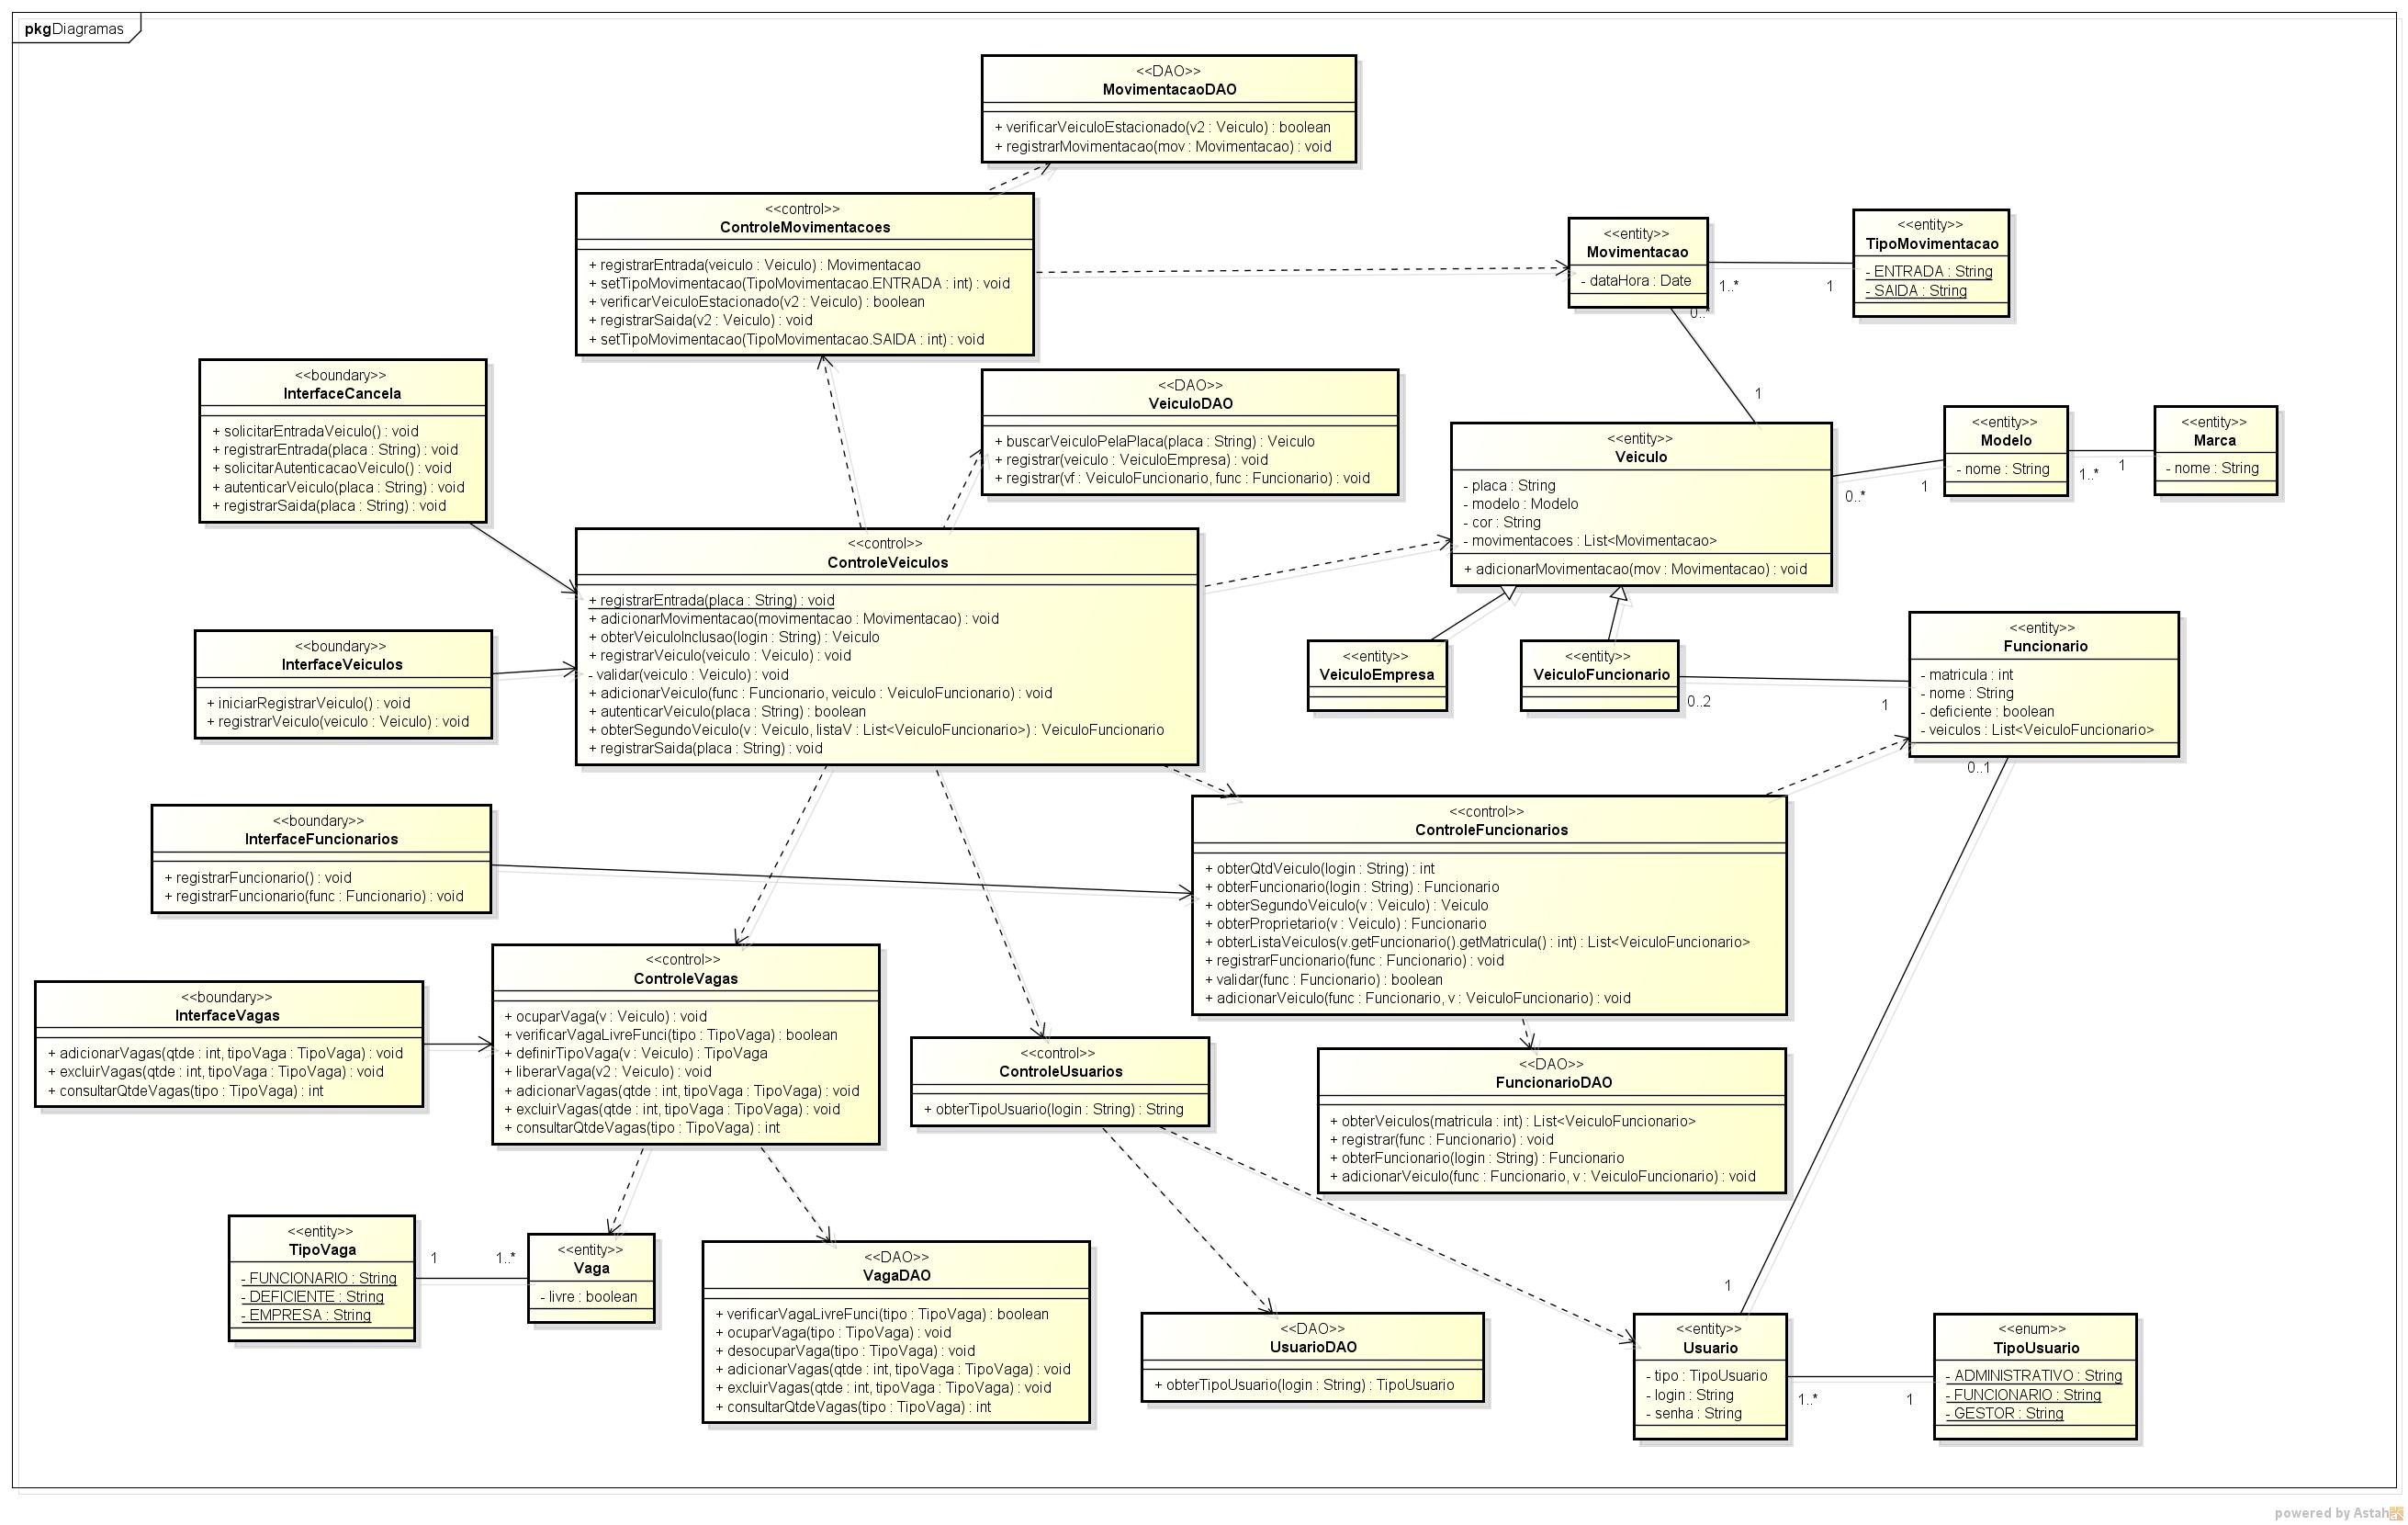 pkg Diagramas
<<DAO>>
MovimentacaoDAO
+ verificarVeiculoEstacionado(v2 : Veiculo) : boolean
+ registrarMovimentacao(mov : Movimentacao) : void
<<control>>
ControleMovimentacoes
+ registrarEntrada(veiculo : Veiculo) : Movimentacao
+ setTipoMovimentacao(TipoMovimentacao.ENTRADA : int) : void
+ verificarVeiculoEstacionado(v2 : Veiculo) : boolean
+ registrarSaida(v2 : Veiculo) : void
+ setTipoMovimentacao(TipoMovimentacao.SAIDA : int) : void
<<entity>>
Movimentacao
- dataHora : Date
1..*
1
0..*
<<entity>>
TipoMovimentacao
- ENTRADA : String
- SAIDA : String
<<boundary>>
InterfaceCancela
+ solicitarEntradaVeiculo() : void
+ registrarEntrada(placa : String) : void
+ solicitarAutenticacaoVeiculo() : void
+ autenticarVeiculo(placa : String) : void
+ registrarSaida(placa : String) : void
<<DAO>>
VeiculoDAO
+ buscarVeiculoPelaPlaca(placa : String) : Veiculo
+ registrar(veiculo : VeiculoEmpresa) : void
+ registrar(vf : VeiculoFuncionario, func : Funcionario) : void
1
<<entity>>
Veiculo
- placa : String
- modelo : Modelo
- cor : String
- movimentacoes : List<Movimentacao>
+ adicionarMovimentacao(mov : Movimentacao) : void
0..*
1
<<entity>>
Modelo
- nome : String
1..*
1
<<entity>>
Marca
- nome : String
<<control>>
ControleVeiculos
+ registrarEntrada(placa : String) : void
+ adicionarMovimentacao(movimentacao : Movimentacao) : void
+ obterVeiculoInclusao(login : String) : Veiculo
+ registrarVeiculo(veiculo : Veiculo) : void
- validar(veiculo : Veiculo) : void
+ adicionarVeiculo(func : Funcionario, veiculo : VeiculoFuncionario) : void
+ autenticarVeiculo(placa : String) : boolean
+ obterSegundoVeiculo(v : Veiculo, listaV : List<VeiculoFuncionario>) : VeiculoFuncionario
+ registrarSaida(placa : String) : void
<<boundary>>
InterfaceVeiculos
+ iniciarRegistrarVeiculo() : void
+ registrarVeiculo(veiculo : Veiculo) : void
<<entity>>
VeiculoEmpresa
<<entity>>
VeiculoFuncionario
0..2
1
<<entity>>
Funcionario
- matricula : int
- nome : String
- deficiente : boolean
- veiculos : List<VeiculoFuncionario>
0..1
<<boundary>>
InterfaceFuncionarios
+ registrarFuncionario() : void
+ registrarFuncionario(func : Funcionario) : void
<<control>>
ControleFuncionarios
+ obterQtdVeiculo(login : String) : int
+ obterFuncionario(login : String) : Funcionario
+ obterSegundoVeiculo(v : Veiculo) : Veiculo
+ obterProprietario(v : Veiculo) : Funcionario
+ obterListaVeiculos(v.getFuncionario().getMatricula() : int) : List<VeiculoFuncionario>
+ registrarFuncionario(func : Funcionario) : void
+ validar(func : Funcionario) : boolean
+ adicionarVeiculo(func : Funcionario, v : VeiculoFuncionario) : void
<<boundary>>
InterfaceVagas
+ adicionarVagas(qtde : int, tipoVaga : TipoVaga) : void
+ excluirVagas(qtde : int, tipoVaga : TipoVaga) : void
+ consultarQtdeVagas(tipo : TipoVaga) : int
<<control>>
ControleVagas
+ ocuparVaga(v : Veiculo) : void
+ verificarVagaLivreFunci(tipo : TipoVaga) : boolean
+ definirTipoVaga(v : Veiculo) : TipoVaga
+ liberarVaga(v2 : Veiculo) : void
+ adicionarVagas(qtde : int, tipoVaga : TipoVaga) : void
+ excluirVagas(qtde : int, tipoVaga : TipoVaga) : void
+ consultarQtdeVagas(tipo : TipoVaga) : int
<<control>>
ControleUsuarios
+ obterTipoUsuario(login : String) : String
<<DAO>>
FuncionarioDAO
+ obterVeiculos(matricula : int) : List<VeiculoFuncionario>
+ registrar(func : Funcionario) : void
+ obterFuncionario(login : String) : Funcionario
+ adicionarVeiculo(func : Funcionario, v : VeiculoFuncionario) : void
<<entity>>
TipoVaga
- FUNCIONARIO : String
- DEFICIENTE : String
- EMPRESA : String
1
1..*
<<entity>>
Vaga
- livre : boolean
<<DAO>>
VagaDAO
+ verificarVagaLivreFunci(tipo : TipoVaga) : boolean
+ ocuparVaga(tipo : TipoVaga) : void
+ desocuparVaga(tipo : TipoVaga) : void
+ adicionarVagas(qtde : int, tipoVaga : TipoVaga) : void
+ excluirVagas(qtde : int, tipoVaga : TipoVaga) : void
+ consultarQtdeVagas(tipo : TipoVaga) : int
<<DAO>>
UsuarioDAO
+ obterTipoUsuario(login : String) : TipoUsuario
1
<<entity>>
Usuario
- tipo : TipoUsuario
- login : String
- senha : String
1..*
1
<<enum>>
TipoUsuario
- ADMINISTRATIVO : String
- FUNCIONARIO : String
- GESTOR : String
powered by Astah